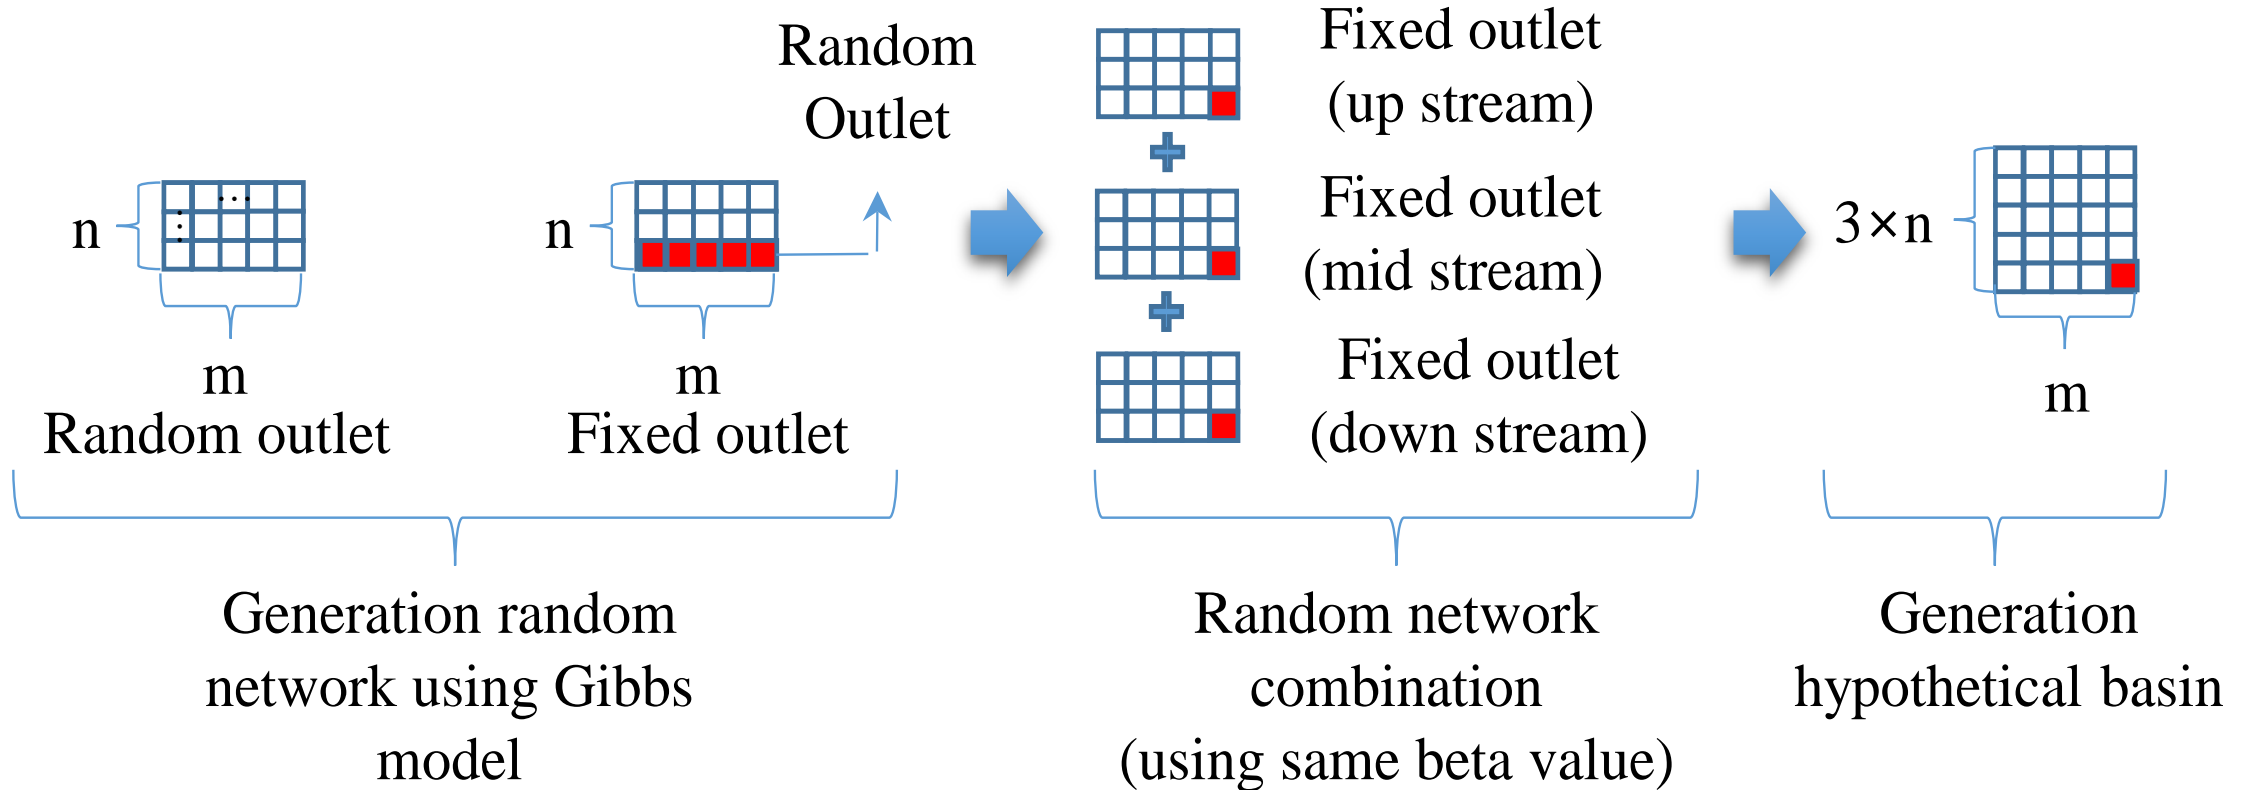 Random
Outlet
n
...
⋮
m
Random outlet
n
m
Fixed outlet
Generation random
network using Gibbs
model
Fixed outlet
(up stream)
Fixed outlet
(mid stream)
Fixed outlet
(down stream)
Random network
combination
(using same beta value)
3×n
m
Generation
hypothetical basin